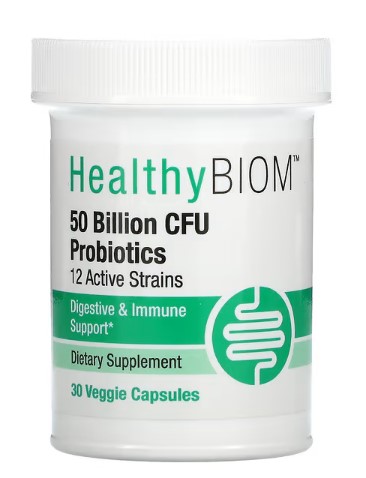 HealthyBIOM™
50 Billion CFU
Probiotics
12 Active Strains
Digestive & Immune
Support*
Dietary Supplement
30 Veggie Capsules